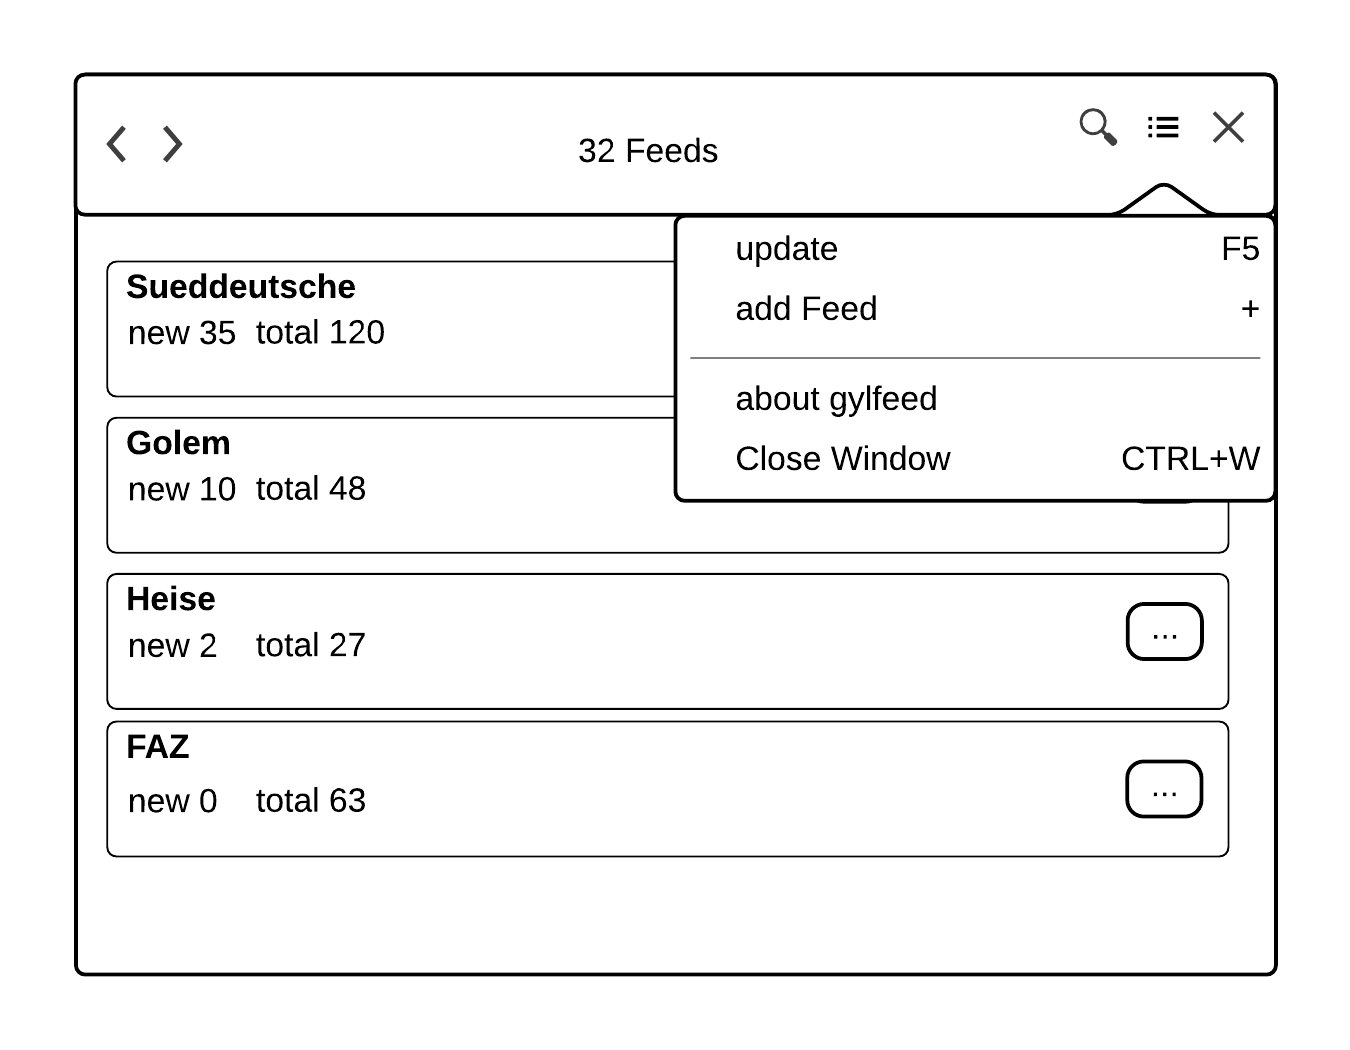 32 Feeds
update F5
add Feed +
about gylfeed
Close Window CTRL+W
Sueddeutsche
new 35 total 120
Golem
new 10 total 48
Heise
new 2 total 27
...
FAZ
new 0 total 63
...